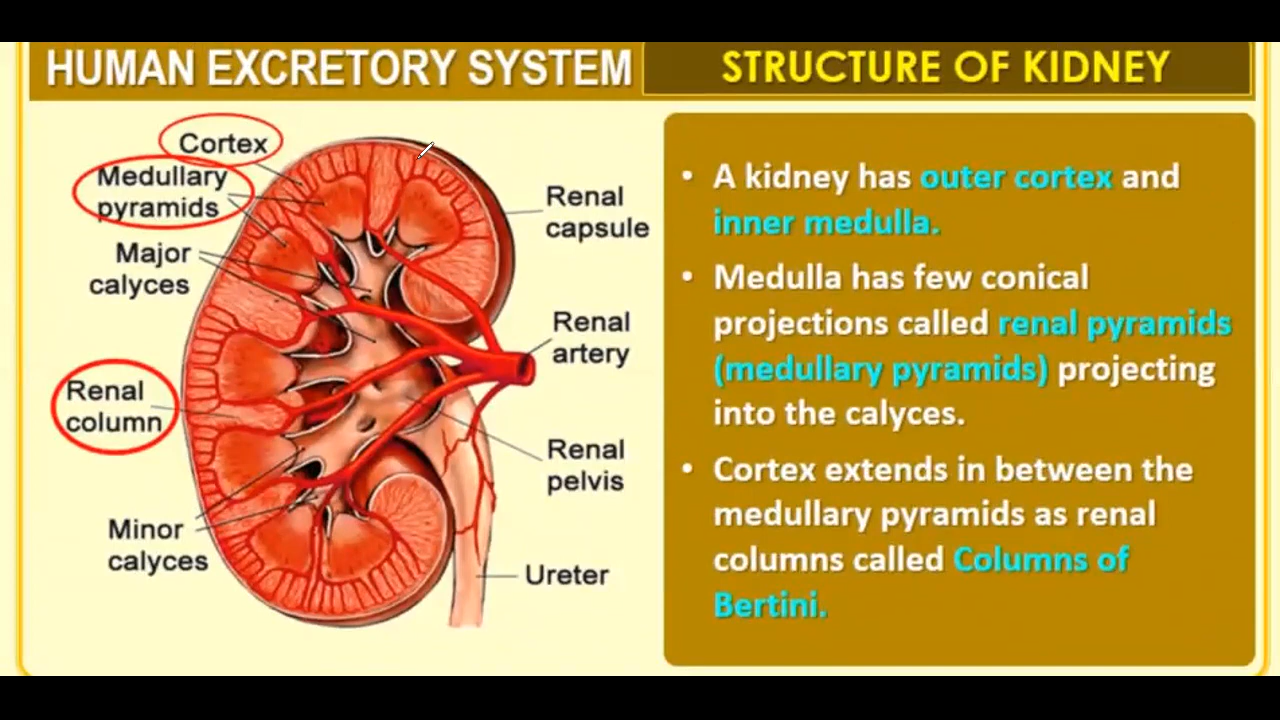 HUMAN EXCRETORY SYSTEM
STRUCTURE OF KIDNEY
Cortex
Medullary
pyramids
Major
calyces
Renal
column
Minor
calyces
Renal
capsule
Renal
artery
Renal
pelvis
Ureter
• A kidney has outer cortex and
inner medulla.
• Medulla has few conical
projections called renal pyramids
(medullary pyramids) projecting
into the calyces.
• Cortex extends in between the
medullary pyramids as renal
columns called Columns of
Bertini.